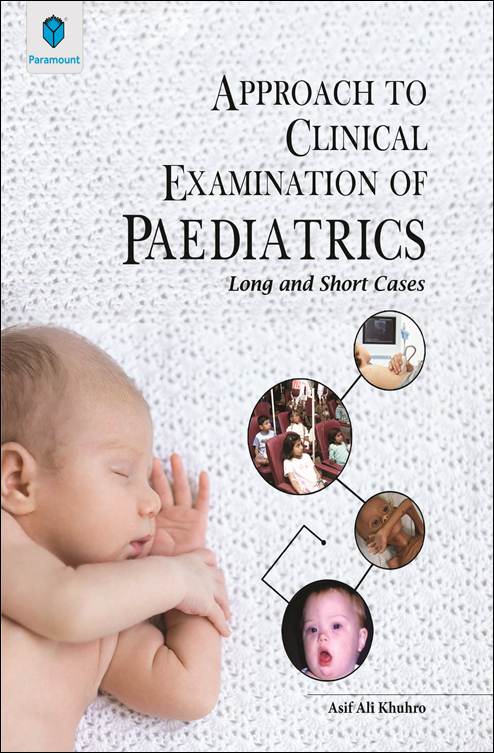 Paramount
APPROACH TO
CLINICAL
EXAMINATION OF
PAEDIATRICS
Long and Short Cases
Asif Ali Khuhro